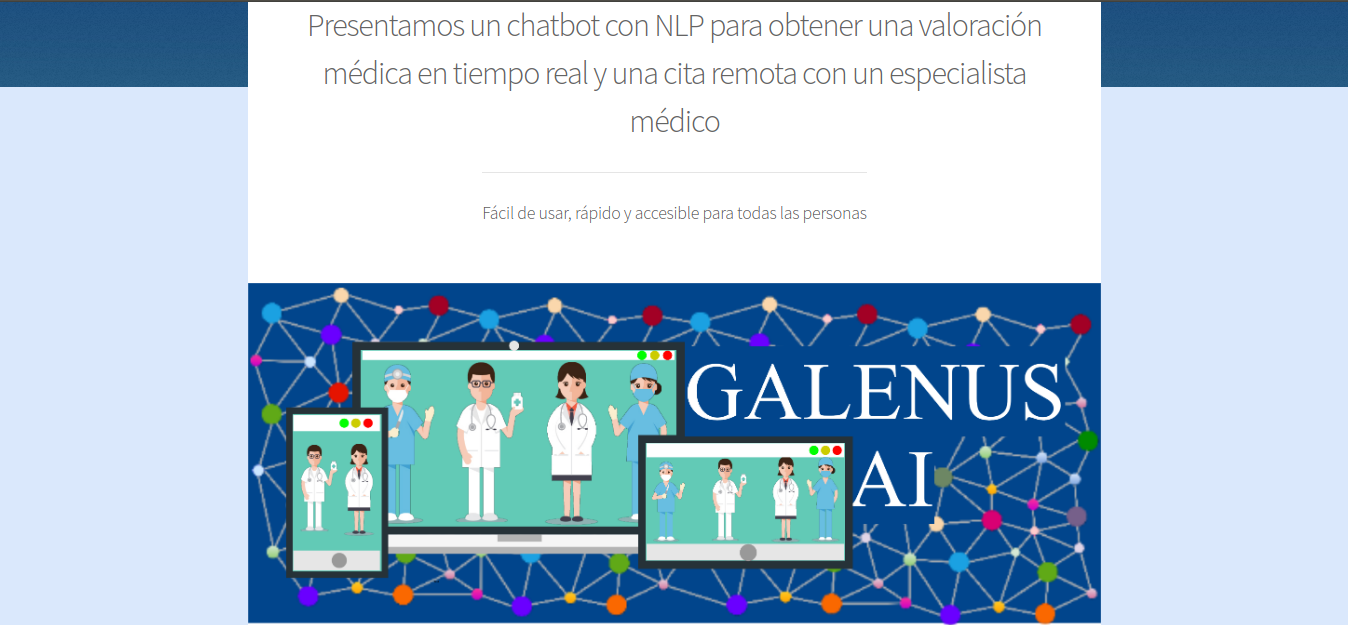 Presentamos un chatbot con NLP para obtener una valoración
médica en tiempo real y una cita remota con un especialista
médico
Fácil de usar, rápido y accesible para todas las personas
GALENUS
AI